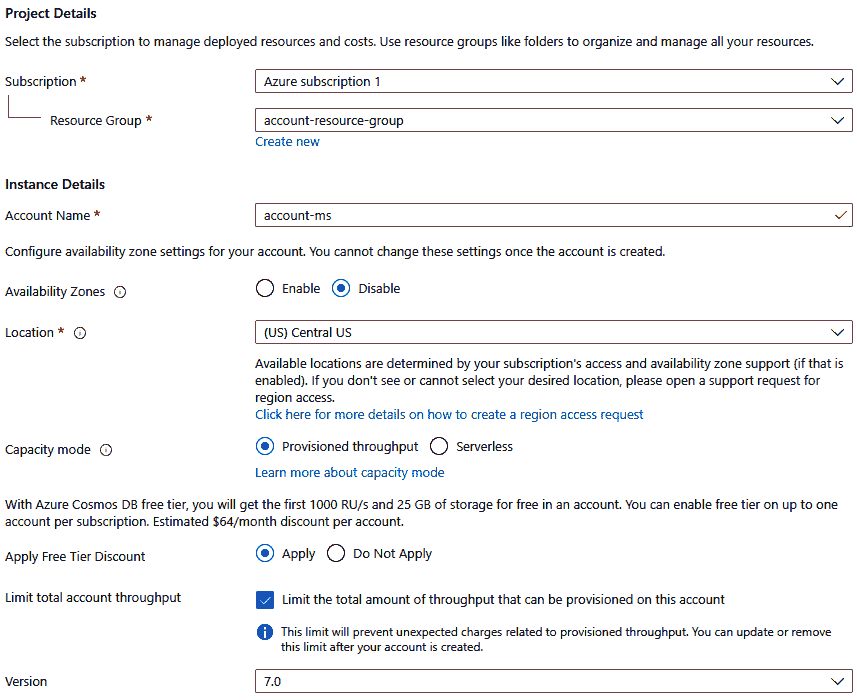 Project Details
Select the subscription to manage deployed resources and costs. Use resource groups like folders to organize and manage all your resources.
Subscription *
Azure subscription 1
Resource Group *
account-resource-group
Create new
Instance Details
Account Name *
account-ms
Configure availability zone settings for your account. You cannot change these settings once the account is created.
Availability Zones
Enable Disable
Location *
(US) Central US
Available locations are determined by your subscription's access and availability zone support (if that is
enabled). If you don't see or cannot select your desired location, please open a support request for
region access.
Click here for more details on how to create a region access request
Capacity mode
Provisioned throughput Serverless
Learn more about capacity mode
With Azure Cosmos DB free tier, you will get the first 1000 RU/s and 25 GB of storage for free in an account. You can enable free tier on up to one
account per subscription. Estimated $64/month discount per account.
Apply Free Tier Discount
Apply Do Not Apply
Limit total account throughput
Limit the total amount of throughput that can be provisioned on this account
This limit will prevent unexpected charges related to provisioned throughput. You can update or remove
this limit after your account is created.
Version
7.0